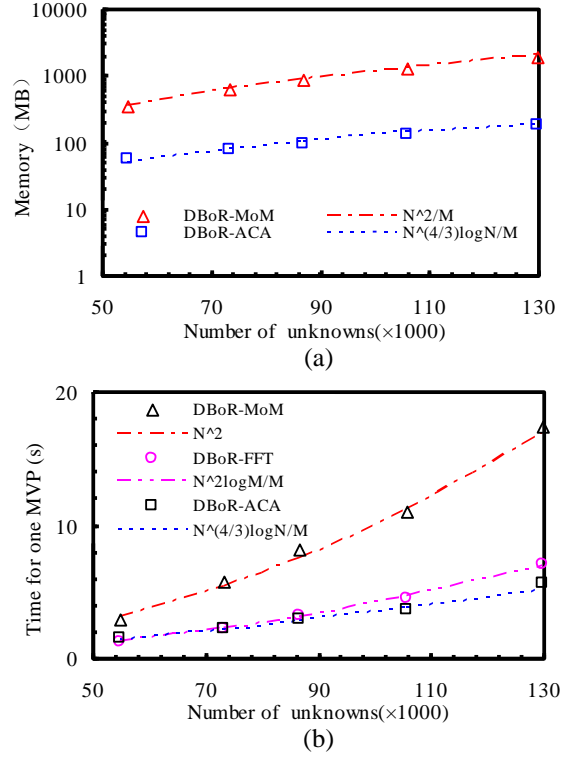 10000
1000
100
10
1
Memory （MB）
DBoR-MoM
N^2/M
DBoR-ACA
N^(4/3)logN/M
50 70 90 110 130
Number of unknowns(×1000)
(a)
20
10
0
Time for one MVP (s)
DBoR-MoM
N^2
DBoR-FFT
N^2logM/M
DBoR-ACA
N^(4/3)logN/M
50 70 90 110 130
Number of unknowns(×1000)
(b)